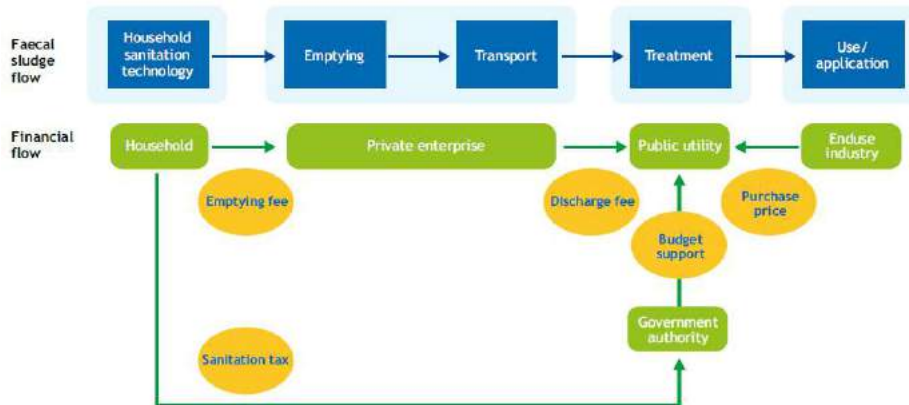 Faecal
sludge
flow
Household
sanitation
technology
Emptying
Transport
Treatment
Use/
application
Financial
flow
Household
Private enterprise
Public utility
Enduse
industry
Emptying fee
Discharge fee
Purchase
price
Budget
support
Government
authority
Sanitation tax